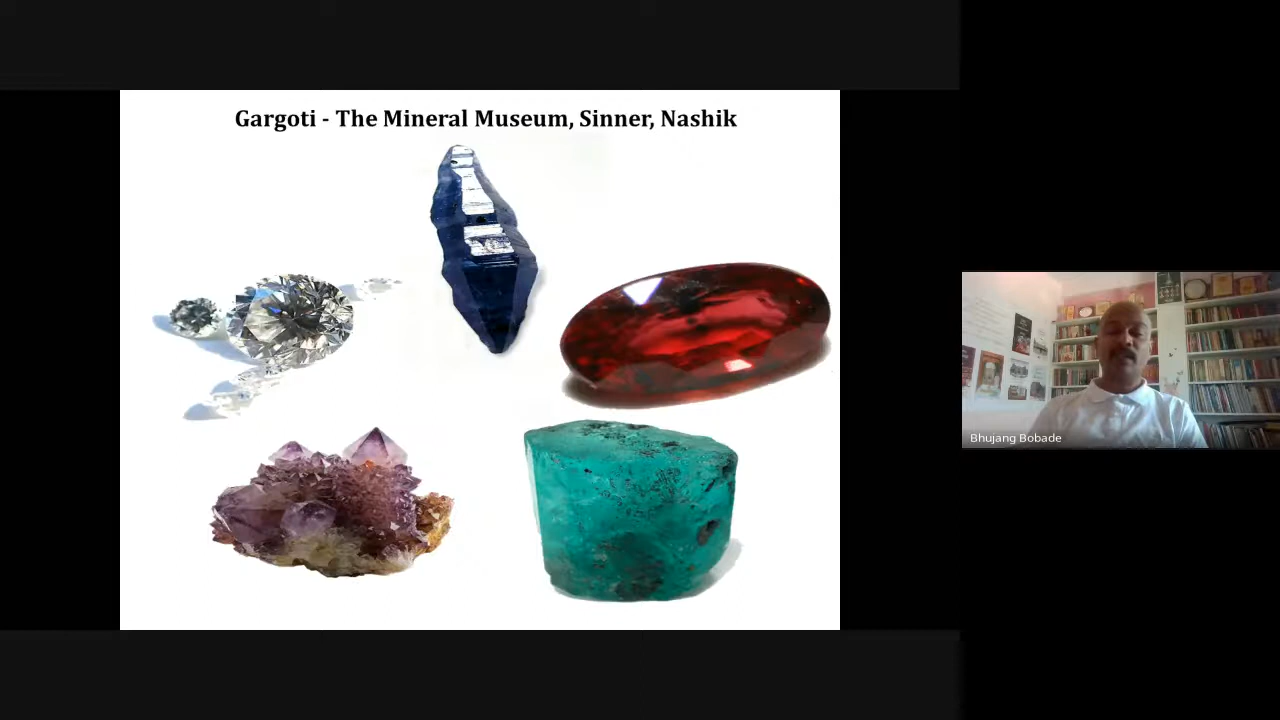 Gargoti - The Mineral Museum, Sinner, Nashik
Bhujang Bobade